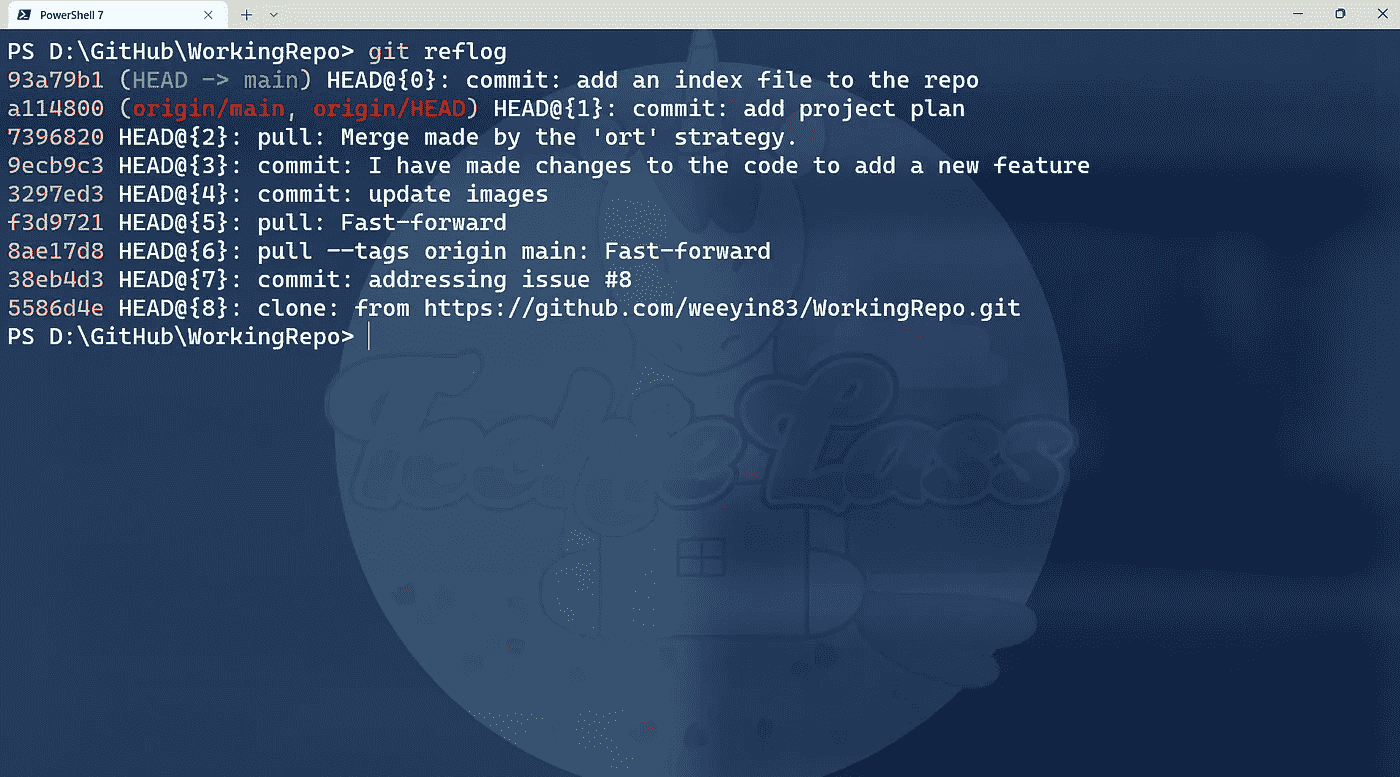 PowerShell 7
PS D:\GitHub\WorkingRepo> git reflog
93a79b1 (HEAD -> main) HEAD@{0}: commit: add an index file to the repo
a114800 (origin/main, origin/HEAD) HEAD@{1}: commit: add project plan
7396820 HEAD@{2}: pull: Merge made by the 'ort' strategy.
9ecb9c3 HEAD@{3}: commit: I have made changes to the code to add a new feature
3297ed3 HEAD@{4}: commit: update images
f3d9721 HEAD@{5}: pull: Fast-forward
8ae17d8 HEAD@{6}: pull --tags origin main: Fast-forward
38eb4d3 HEAD@{7}: commit: addressing issue #8
5586d4e HEAD@{8}: clone: from https://github.com/weeyin83/WorkingRepo.git
PS D:\GitHub\WorkingRepo>
Techie Lass